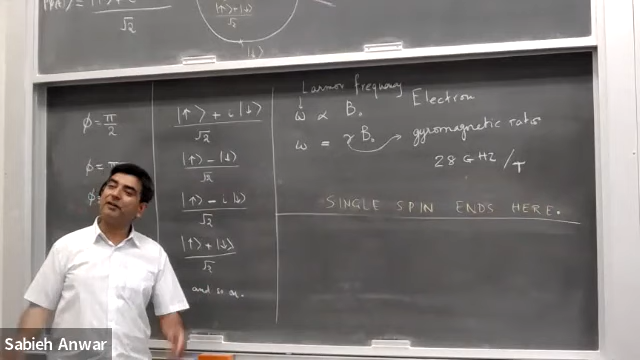 |↑⟩+|↓⟩
√2
|↓⟩
√2
ϕ = π/2
ϕ = π
|↑⟩ + i|↓⟩
√2
|↑⟩ − |↓⟩
√2
|↑⟩ − i|↓⟩
√2
|↑⟩ + |↓⟩
√2
and so on.
Larmor frequency
ω ∝ B₀
ω = γ B₀
Electron
gyromagnetic ratio
28 GHz/T
SINGLE SPIN ENDS HERE.
Sabieh Anwar